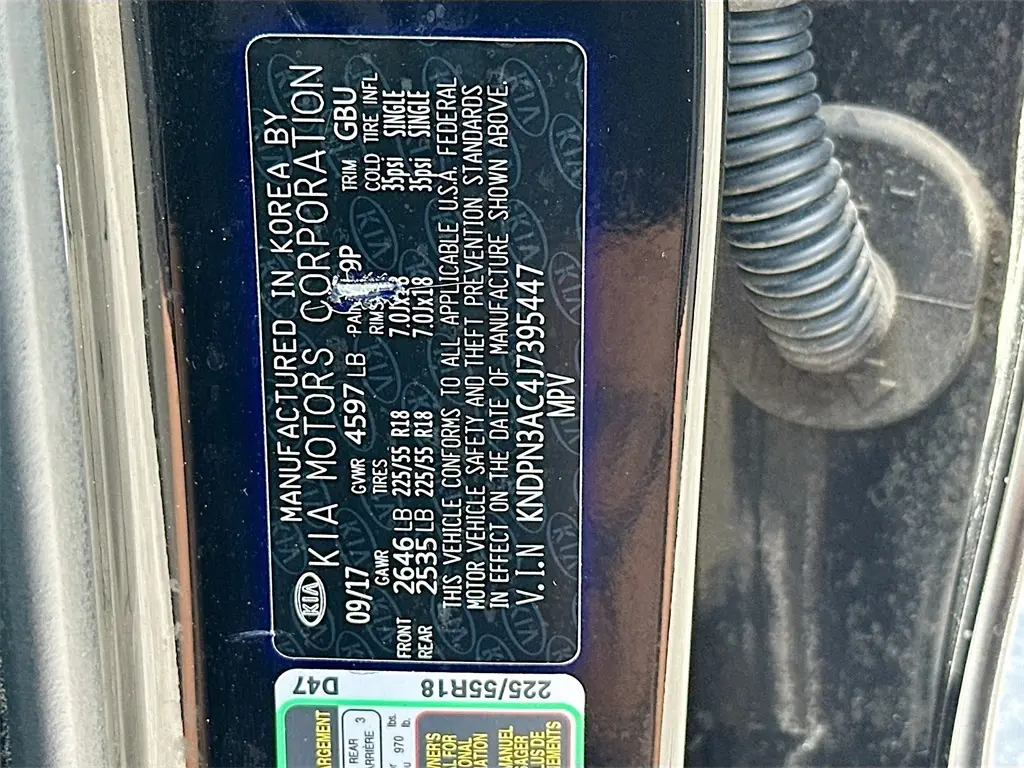 KIA
MANUFACTURED IN KOREA BY
KIA MOTORS CORPORATION
09/17 GVWR 4597 LB 9P TRIM GBU
GAWR TIRES RIMS COLD TIRE INFL
FRONT 2646 LB 225/55 R18 35psi SINGLE
REAR 2535 LB 225/55 R18 7.0Jx18 35psi SINGLE
THIS VEHICLE CONFORMS TO ALL APPLICABLE U.S.A. FEDERAL
MOTOR VEHICLE SAFETY AND THEFT PREVENTION STANDARDS
IN EFFECT ON THE DATE OF MANUFACTURE SHOWN ABOVE.
V.I.N KNDPN3AC4J7395447
MPV
225/55R18
D47
REAR 3
970